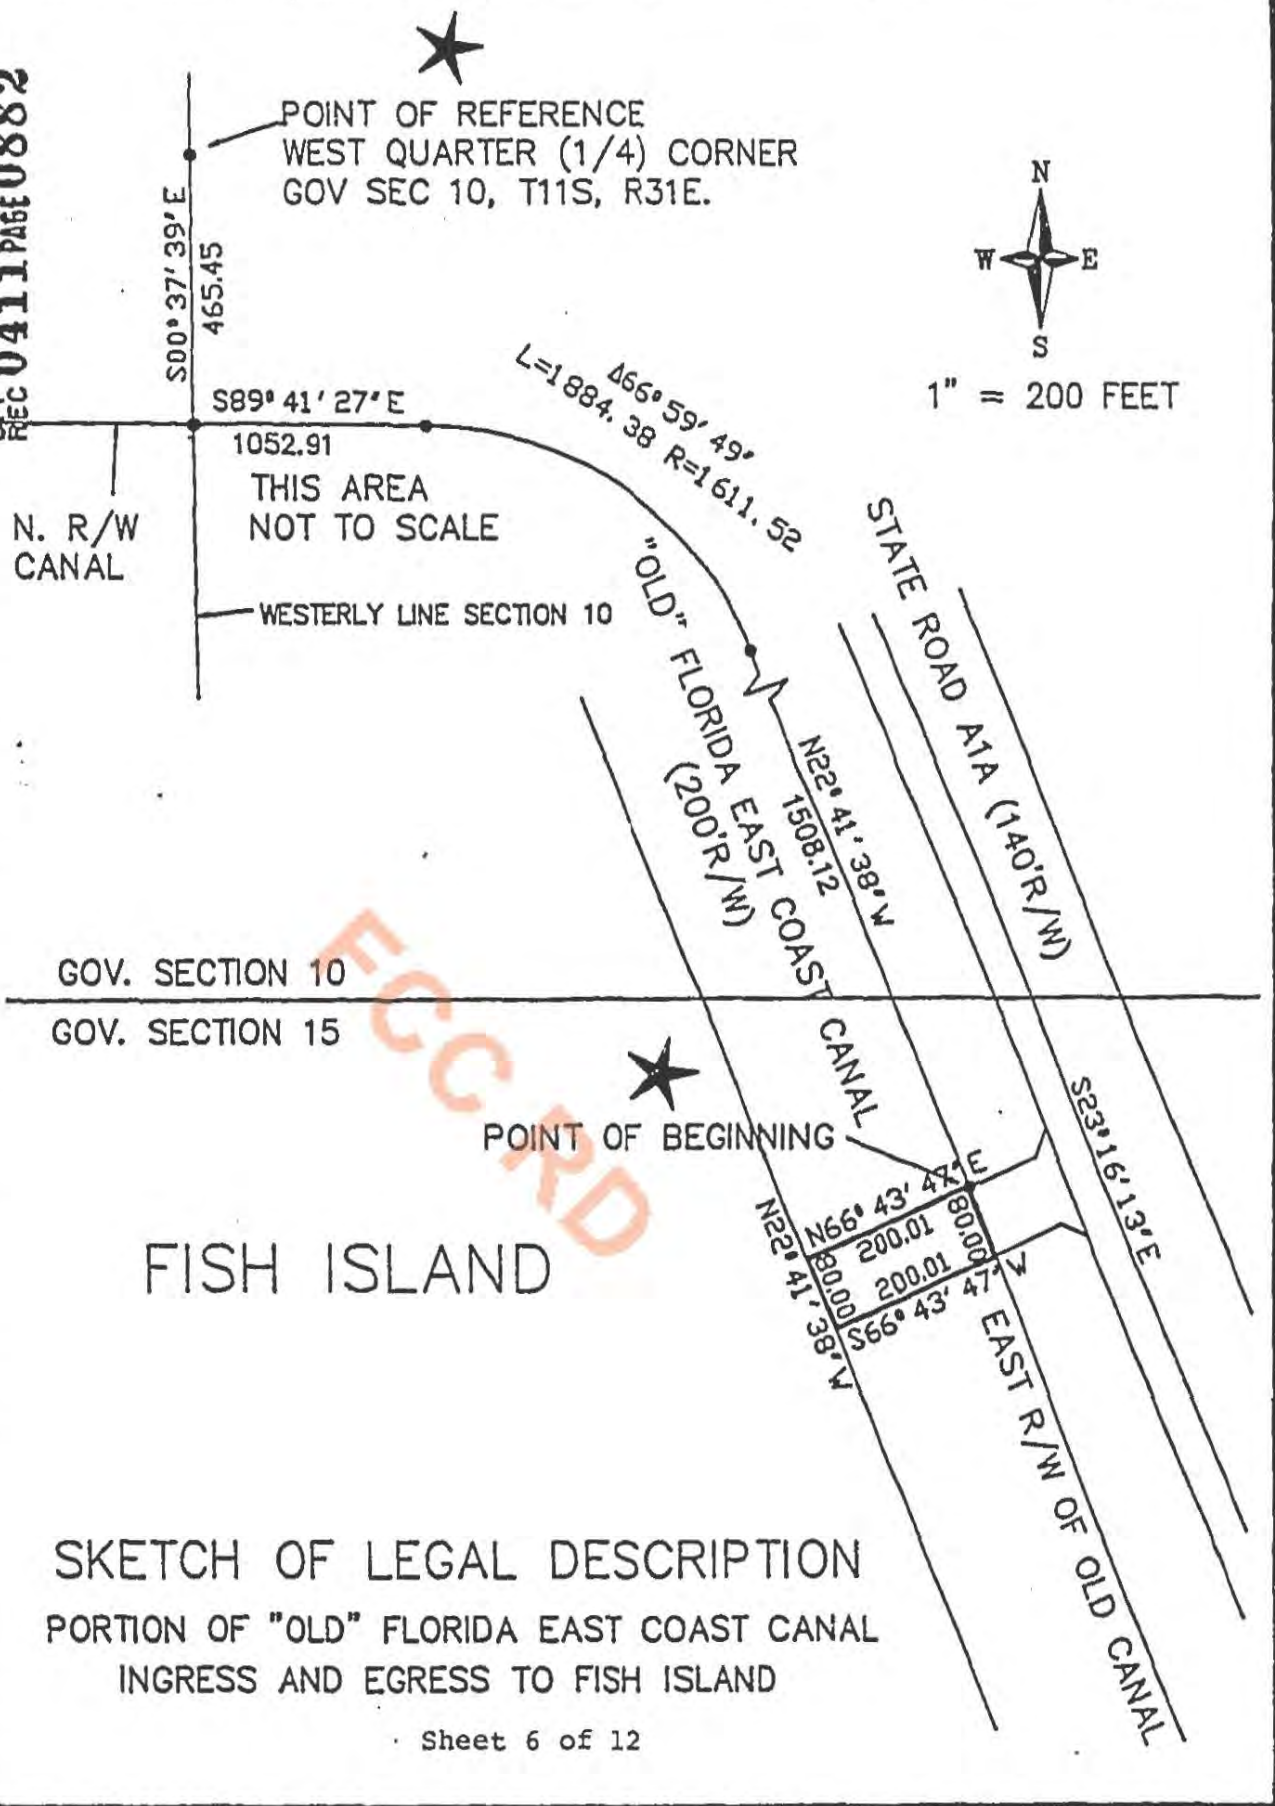 REC 0411 PAGE 0882
POINT OF REFERENCE
WEST QUARTER (1/4) CORNER
GOV SEC 10, T11S, R31E.
N
W E
S
1" = 200 FEET
S00°37'39"E
465.45
S89°41'27"E
1052.91
THIS AREA
NOT TO SCALE
N. R/W
CANAL
WESTERLY LINE SECTION 10
Δ66°59'49"
L=1884.38 R=1611.52
"OLD" FLORIDA EAST COAST CANAL
(200'R/W)
STATE ROAD A1A (140'R/W)
N22°41'38"W
1508.12
GOV. SECTION 10
GOV. SECTION 15
FCC RD
POINT OF BEGINNING
S23°16'13"E
N66°43'47"E
200.01
80.00
N22°41'38"W
80.00
200.01
S66°43'47"W
FISH ISLAND
EAST R/W OF OLD CANAL
SKETCH OF LEGAL DESCRIPTION
PORTION OF "OLD" FLORIDA EAST COAST CANAL
INGRESS AND EGRESS TO FISH ISLAND
Sheet 6 of 12